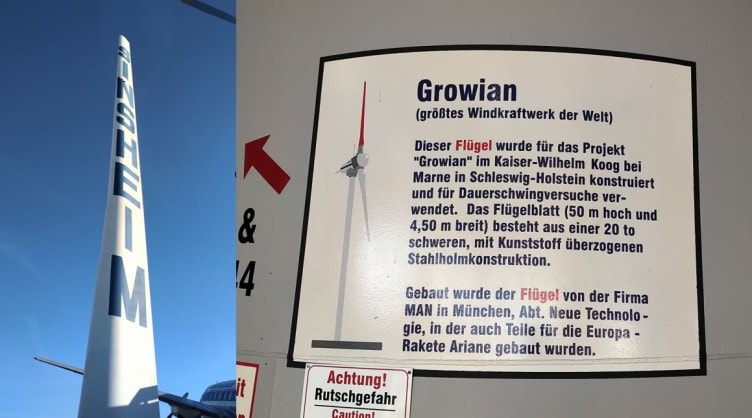 SINSHEIM
&
4
Growian
(größtes Windkraftwerk der Welt)
Dieser Flügel wurde für das Projekt
"Growian" im Kaiser-Wilhelm Koog bei
Marne in Schleswig-Holstein konstruiert
und für Dauerschwingversuche ver-
wendet. Das Flügelblatt (50 m hoch und
4,50 m breit) besteht aus einer 20 to
schweren, mit Kunststoff überzogenen
Stahlholmkonstruktion.
Gebaut wurde der Flügel von der Firma
MAN in München, Abt. Neue Technolo-
gie, in der auch Teile für die Europa -
Rakete Ariane gebaut wurden.
it
Achtung!
Rutschgefahr
Caution!